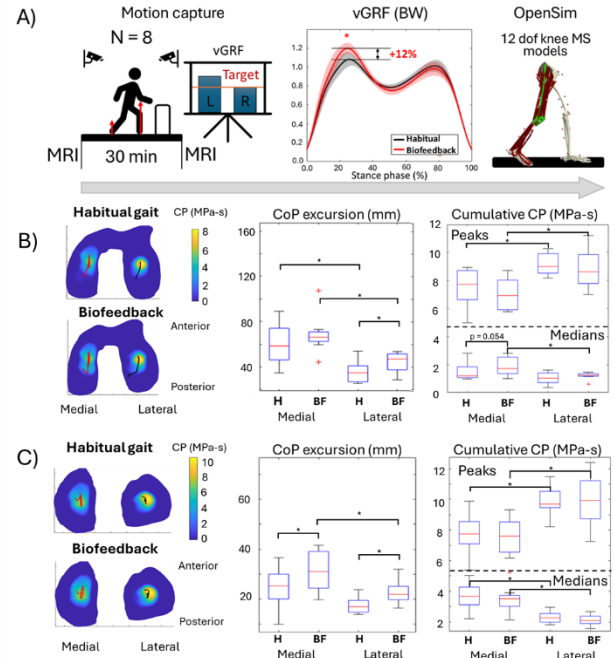 A)
Motion capture
N = 8
vGRF
Target
L
R
MRI
30 min
MRI
vGRF (BW)
*
+12%
1.2
1.0
0.8
0.6
0.4
0.2
0.0
Habitual
Biofeedback
0
20
40
60
80
100
Stance phase (%)
OpenSim
12 dof knee MS
models
B)
Habitual gait
CP (MPa-s)
8
6
4
2
0
Biofeedback
Anterior
Posterior
Medial
Lateral
CoP excursion (mm)
160
120
80
40
*
*
*
H
BF
H
BF
Medial
Lateral
Cumulative CP (MPa-s)
Peaks
12
10
8
6
*
*
Medians
4
2
0
p = 0.054
*
H
BF
H
BF
Medial
Lateral
C)
Habitual gait
CP (MPa-s)
10
8
6
4
2
0
Biofeedback
Anterior
Posterior
Medial
Lateral
CoP excursion (mm)
60
40
20
*
*
*
H
BF
H
BF
Medial
Lateral
Cumulative CP (MPa-s)
Peaks
12
10
8
6
*
*
Medians
4
2
0
*
*
H
BF
H
BF
Medial
Lateral